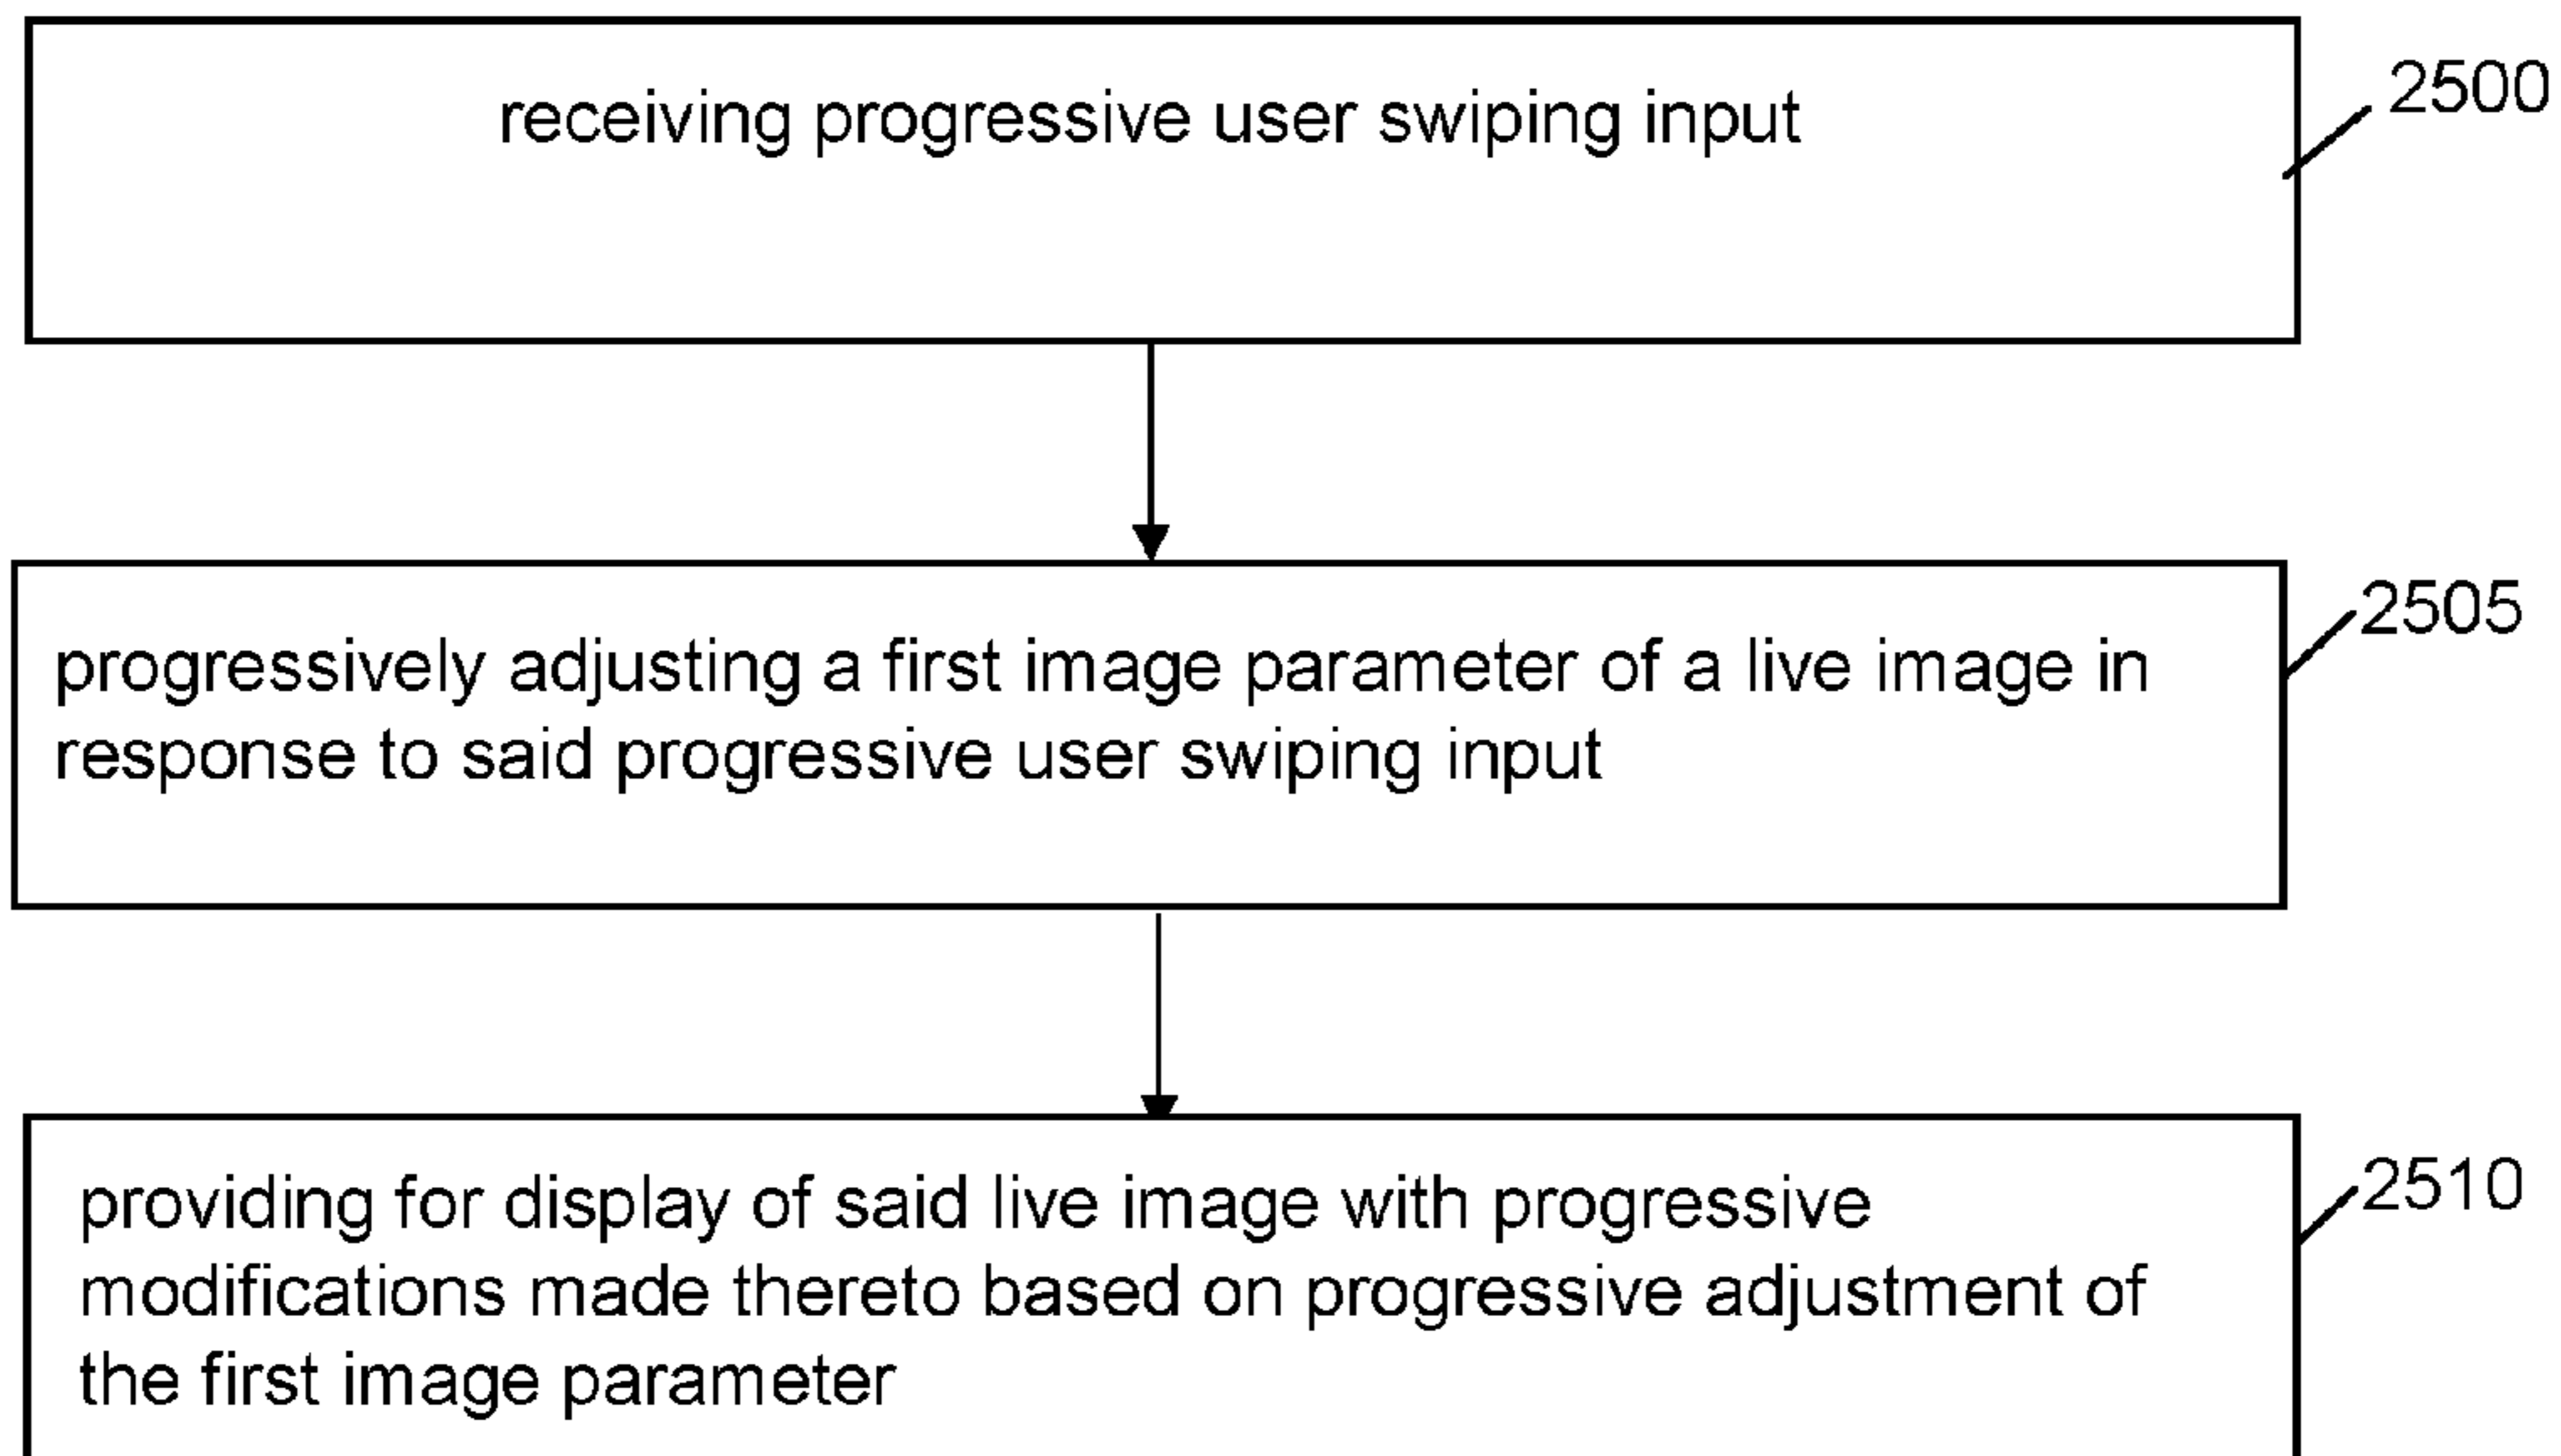 receiving progressive user swiping input
2500
progressively adjusting a first image parameter of a live image in
response to said progressive user swiping input
2505
providing for display of said live image with progressive
modifications made thereto based on progressive adjustment of
the first image parameter
2510